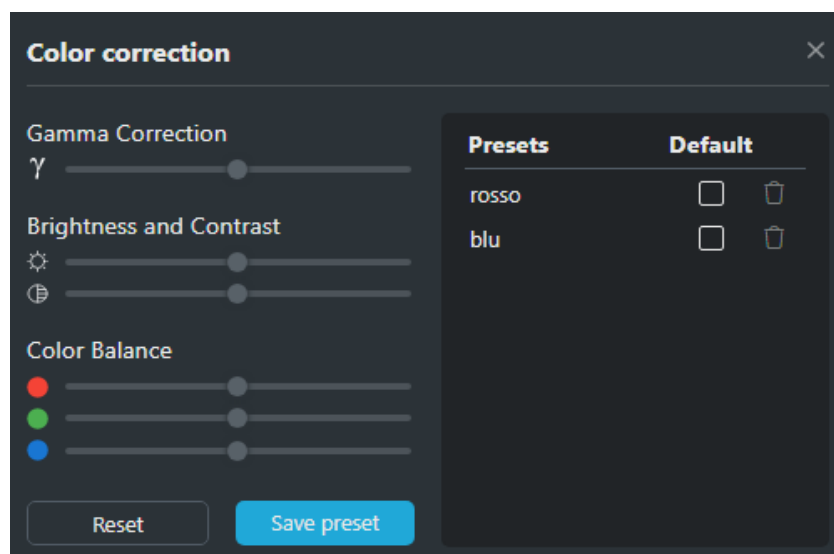 Color correction
Gamma Correction
γ
Brightness and Contrast
Color Balance
Reset
Save preset
Presets Default
rosso
blu